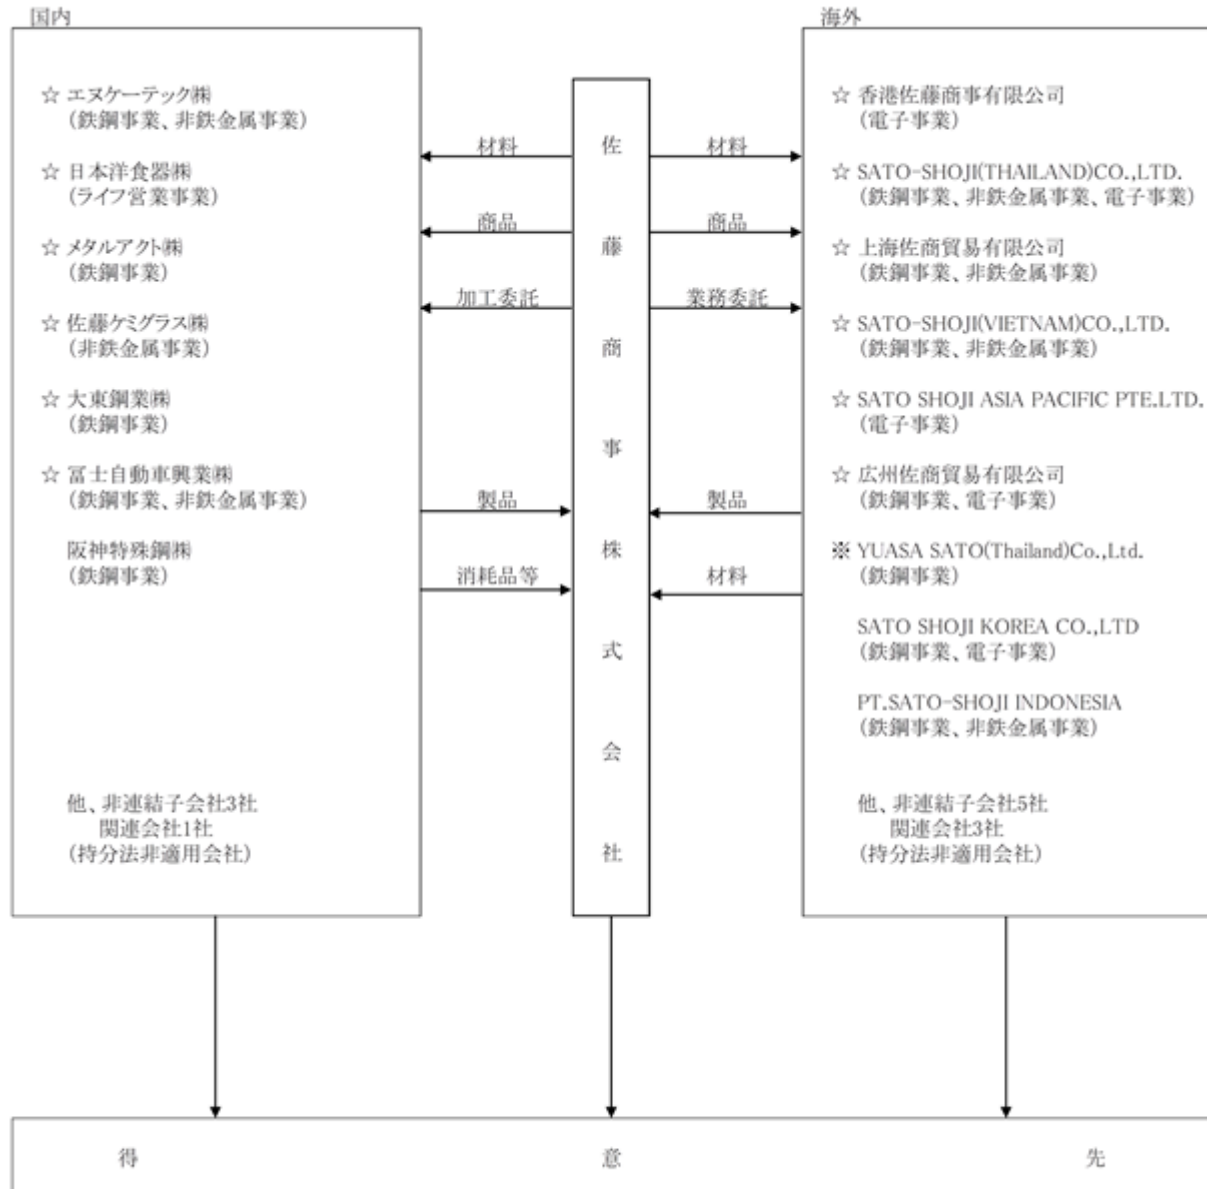 国内
☆ エヌケーテック㈱
(鉄鋼事業、非鉄金属事業)
☆ 日本洋食器㈱
(ライフ営業事業)
☆ メタルアクト㈱
(鉄鋼事業)
☆ 佐藤ケミグラス㈱
(非鉄金属事業)
☆ 大東鋼業㈱
(鉄鋼事業)
☆ 冨士自動車興業㈱
(鉄鋼事業、非鉄金属事業)
阪神特殊鋼㈱
(鉄鋼事業)
他、非連結子会社3社
関連会社1社
(持分法非適用会社)
材料
商品
加工委託
製品
消耗品等
佐藤商事株式会社
材料
商品
業務委託
製品
材料
海外
☆ 香港佐藤商事有限公司
(電子事業)
☆ SATO-SHOJI(THAILAND)CO.,LTD.
(鉄鋼事業、非鉄金属事業、電子事業)
☆ 上海佐商貿易有限公司
(鉄鋼事業、非鉄金属事業)
☆ SATO-SHOJI(VIETNAM)CO.,LTD.
(鉄鋼事業、非鉄金属事業)
☆ SATO SHOJI ASIA PACIFIC PTE.LTD.
(電子事業)
☆ 広州佐商貿易有限公司
(鉄鋼事業、電子事業)
※ YUASA SATO(Thailand)Co.,Ltd.
(鉄鋼事業)
SATO SHOJI KOREA CO.,LTD
(鉄鋼事業、電子事業)
PT.SATO-SHOJI INDONESIA
(鉄鋼事業、非鉄金属事業)
他、非連結子会社5社
関連会社3社
(持分法非適用会社)
得意先